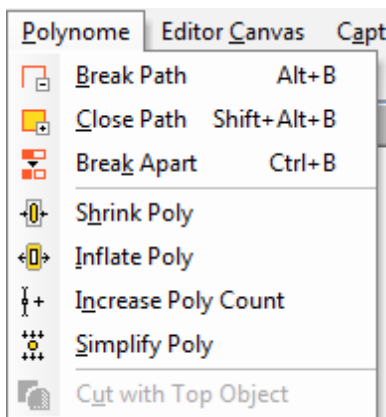 Polynome Editor Canvas Capt
Break Path Alt+B
Close Path Shift+Alt+B
Break Apart Ctrl+B
Shrink Poly
Inflate Poly
Increase Poly Count
Simplify Poly
Cut with Top Object